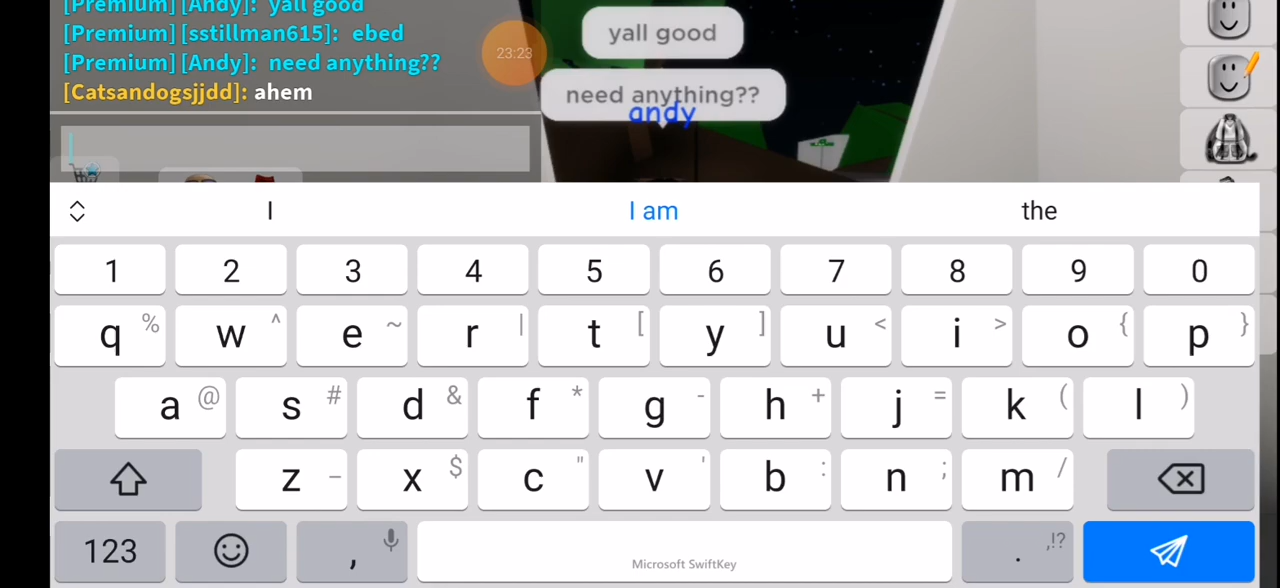 [Premium] [Andy]: yall good
[Premium] [sstillman615]: ebed
[Premium] [Andy]: need anything??
[Catsandogsjjdd]: ahem
23:23
yall good
need anything??
andy
I I am the
1 2 3 4 5 6 7 8 9 0
q % w ^ e ~ r | t [ y ] u < i > o { p }
a @ s # d & f * g - h + j = k ( l )
z _ x $ c " v ' b : n ; m /
123 , Microsoft SwiftKey . ,!?